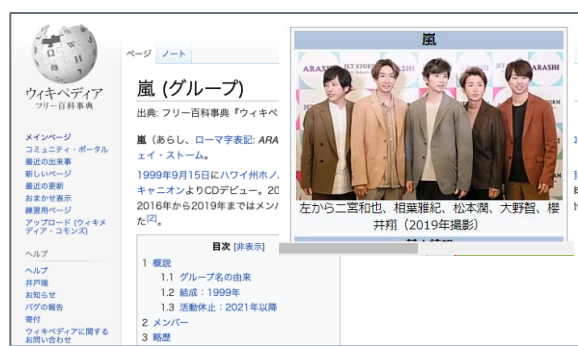 ウィキペディア
フリー百科事典
メインページ
コミュニティ・ポータル
最近の出来事
新しいページ
最近の更新
おまかせ表示
練習用ページ
アップロード (ウィキメ
ディア・コモンズ)
ヘルプ
ヘルプ
井戸端
お知らせ
バグの報告
寄付
ウィキペディアに関する
お問い合わせ
ページ
ノート
嵐 (グループ)
出典: フリー百科事典『ウィキペ
嵐（あらし、ローマ字表記: ARA
ェイ・ストーム。
1999年9月15日にハワイ州ホノ
キャニオンよりCDデビュー。20
2016年から2019年まではメンバ
た[2]。
目次 [非表示]
1 概説
1.1 グループ名の由来
1.2 結成：1999年
1.3 活動休止：2021年以降
2 メンバー
3 略歴
嵐
ARASHI
JET STORM
ARASHI
左から二宮和也、相葉雅紀、松本潤、大野智、櫻
井翔（2019年撮影）